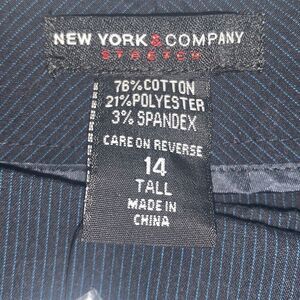 NEW YORK & COMPANY
STRETCH
76% COTTON
21% POLYESTER
3% SPANDEX
CARE ON REVERSE
14
TALL
MADE IN
CHINA